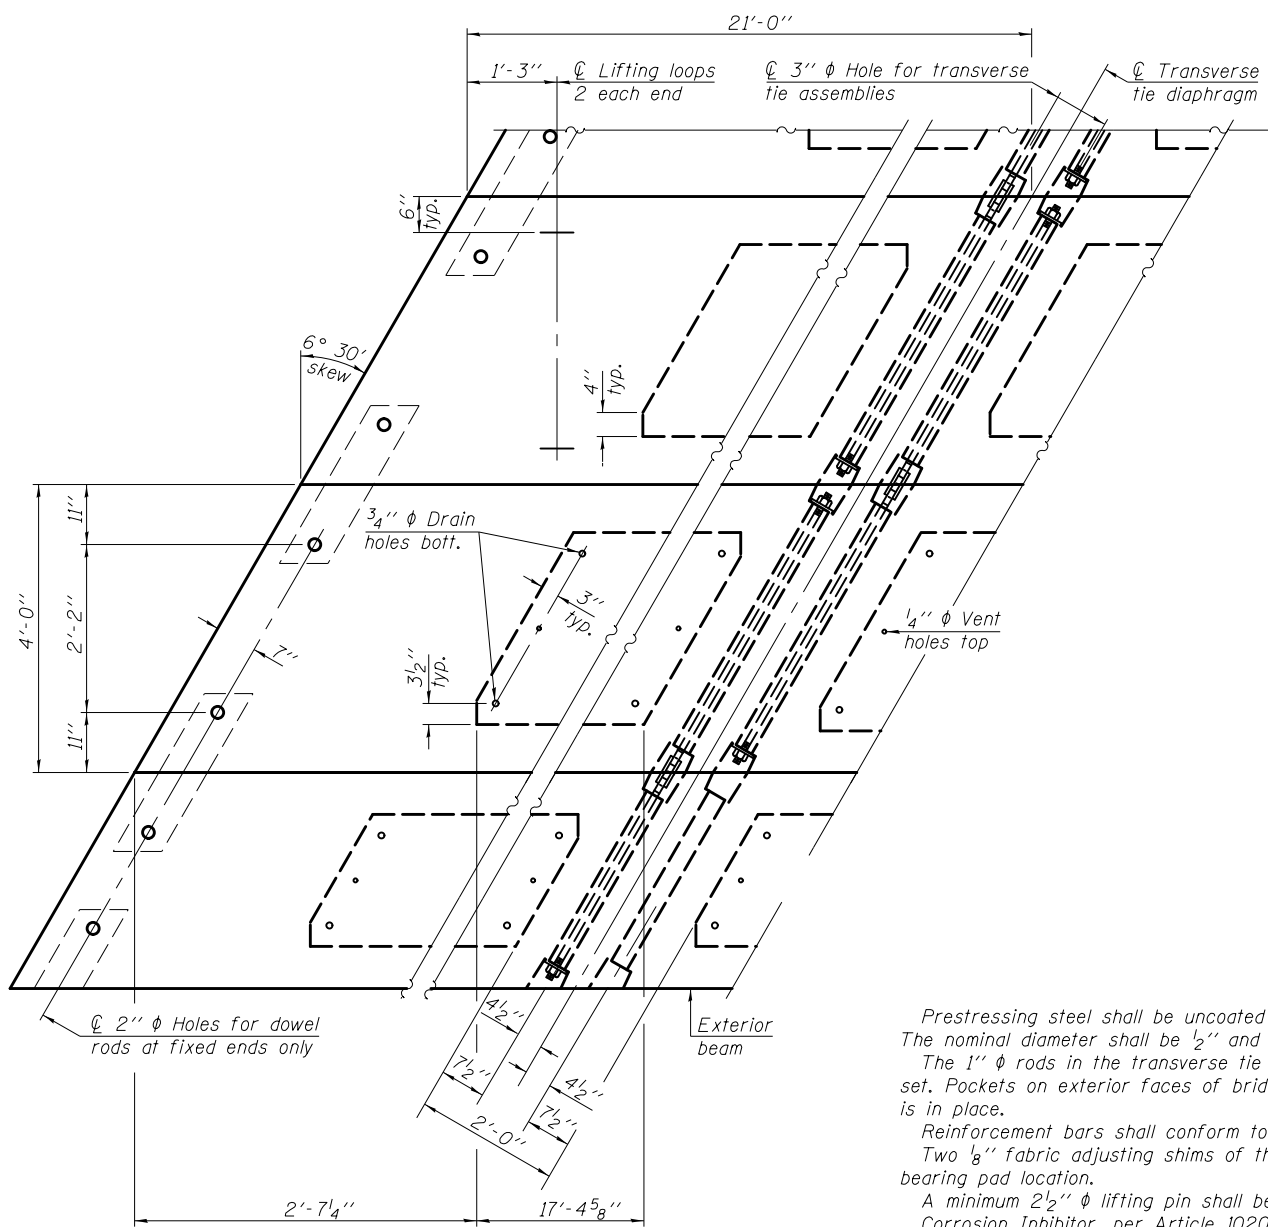 21'-0"
1'-3"
℄ Lifting loops
2 each end
℄ 3" ϕ Hole for transverse
tie assemblies
℄ Transverse
tie diaphragm
6"
typ.
6° 30'
skew
4"
typ.
11"
2'-2"
4'-0"
11"
3/4" ϕ Drain
holes bott.
3"
typ.
3 1/2"
typ.
1/4" ϕ Vent
holes top
7"
℄ 2" ϕ Holes for dowel
rods at fixed ends only
4 1/2"
7 1/2"
4 1/2"
7 1/2"
2'-0"
Exterior
beam
2'-7 1/4"
17'-4 5/8"
Prestressing steel shall be uncoated
The nominal diameter shall be 1/2" and
The 1" ϕ rods in the transverse tie
set. Pockets on exterior faces of brid
is in place.
Reinforcement bars shall conform to
Two 1/8" fabric adjusting shims of th
bearing pad location.
A minimum 2 1/2" ϕ lifting pin shall be
Corrosion Inhibitor, per Article 1020